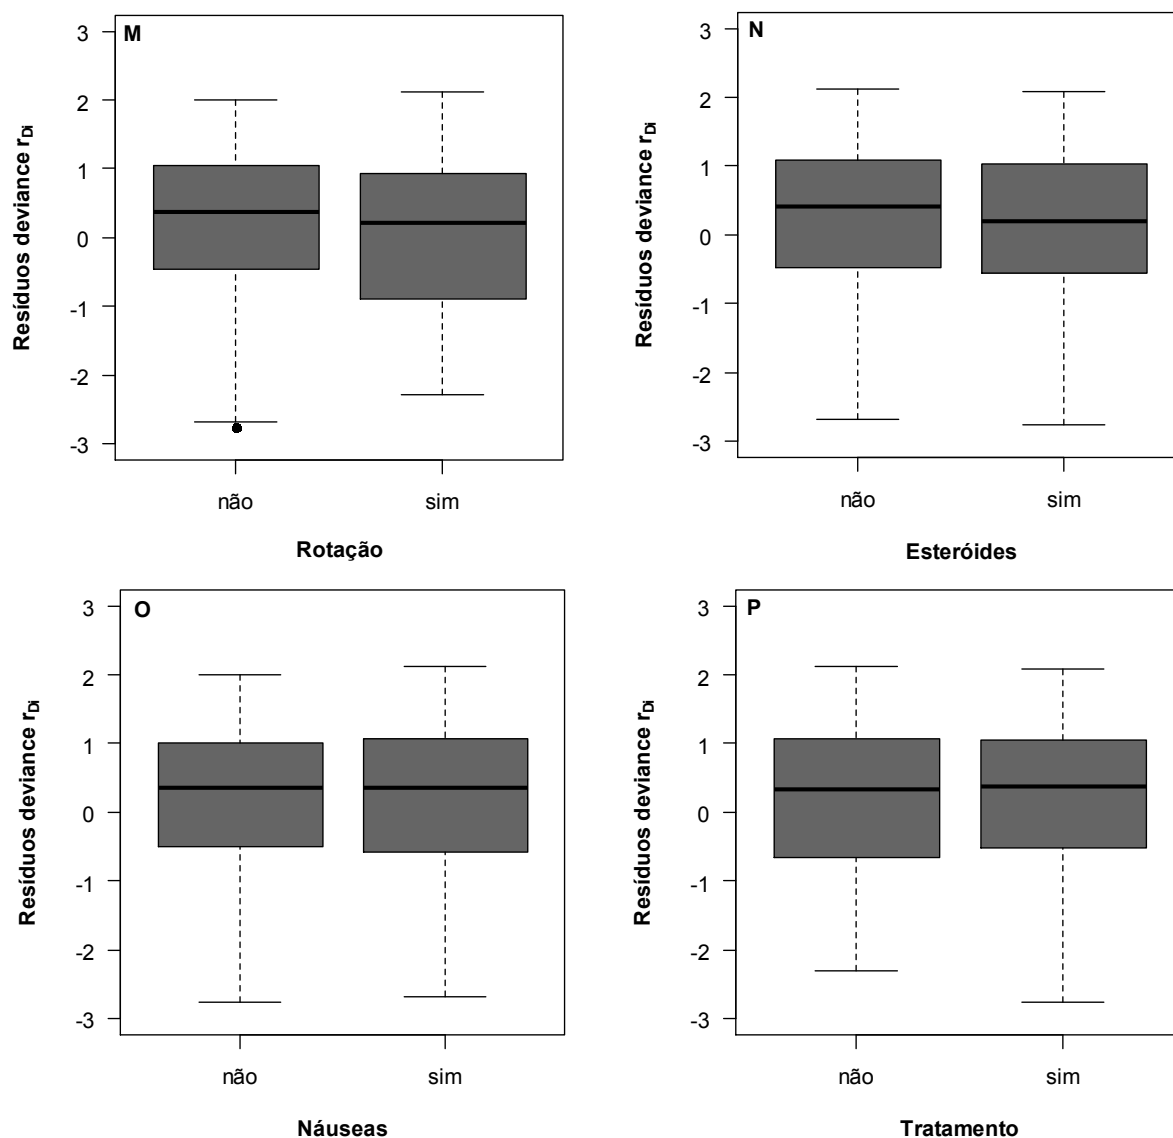 M
Resíduos deviance rDi
3
2
1
0
-1
-2
-3
não sim
Rotação
N
Resíduos deviance rDi
3
2
1
0
-1
-2
-3
não sim
Esteróides
O
Resíduos deviance rDi
3
2
1
0
-1
-2
-3
não sim
Náuseas
P
Resíduos deviance rDi
3
2
1
0
-1
-2
-3
não sim
Tratamento